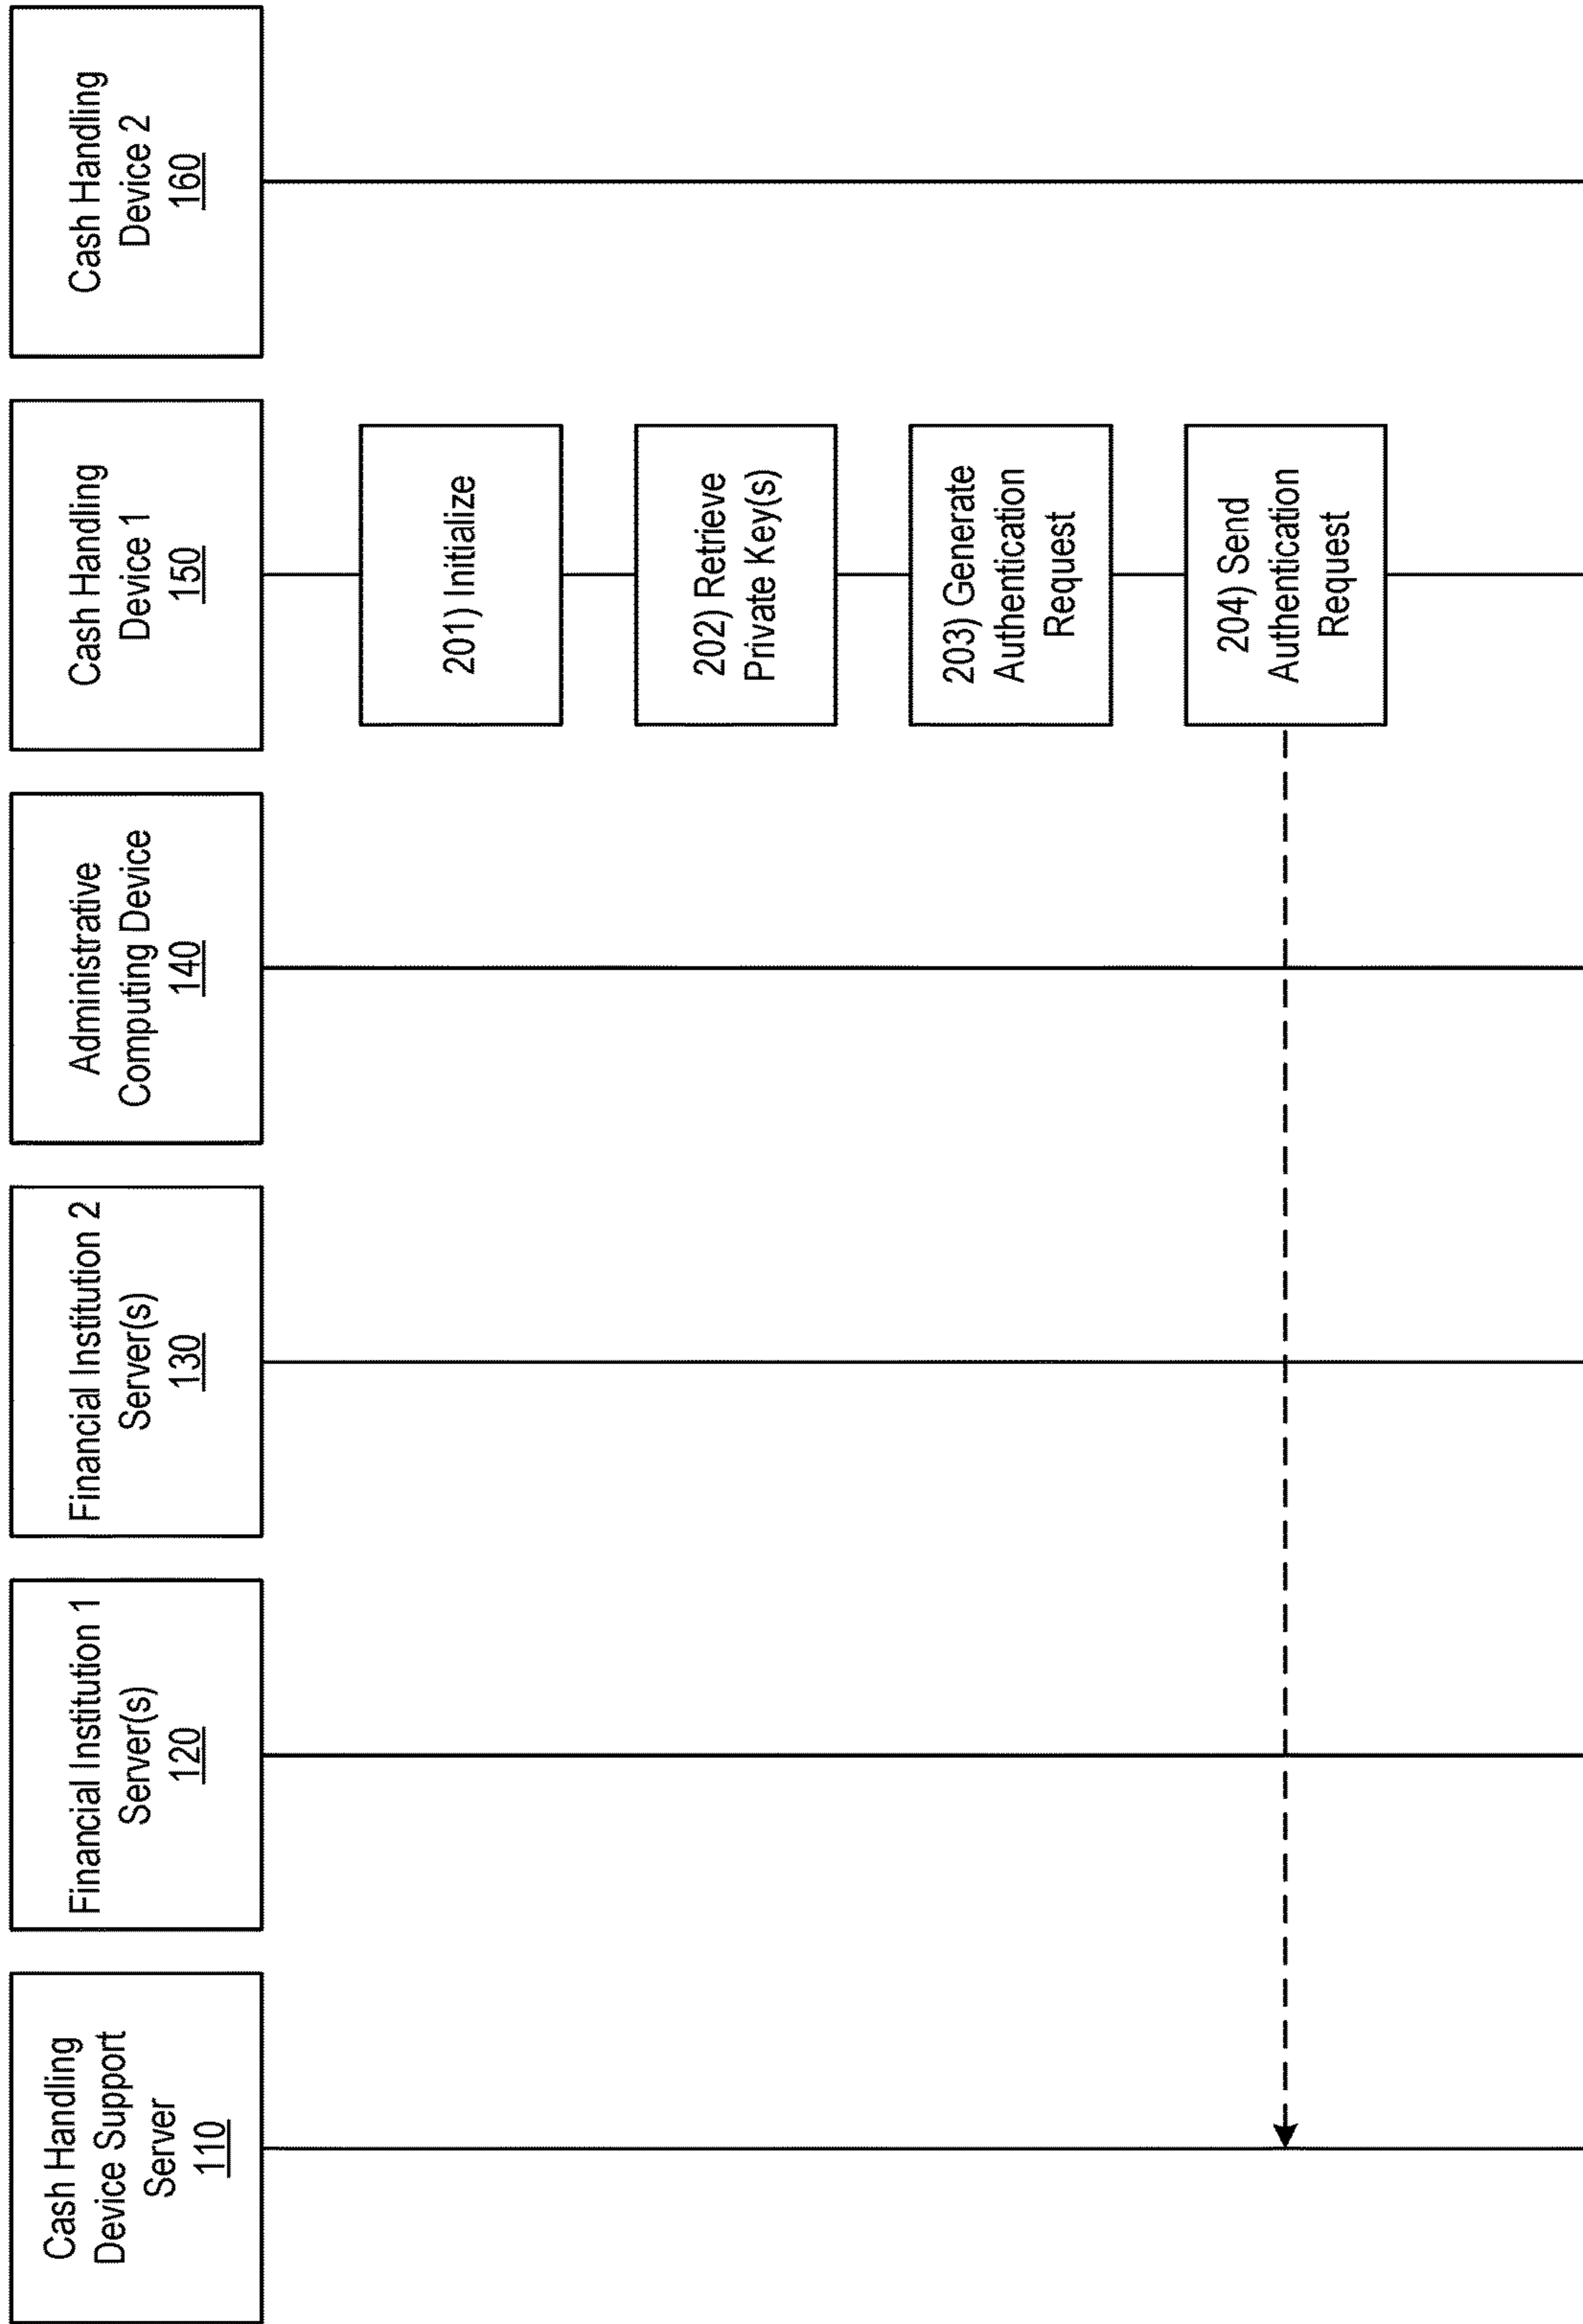 Cash Handling
Device Support
Server
110
Financial Institution 1
Server(s)
120
Financial Institution 2
Server(s)
130
Administrative
Computing Device
140
Cash Handling
Device 1
150
Cash Handling
Device 2
160
201) Initialize
202) Retrieve
Private Key(s)
203) Generate
Authentication
Request
204) Send
Authentication
Request